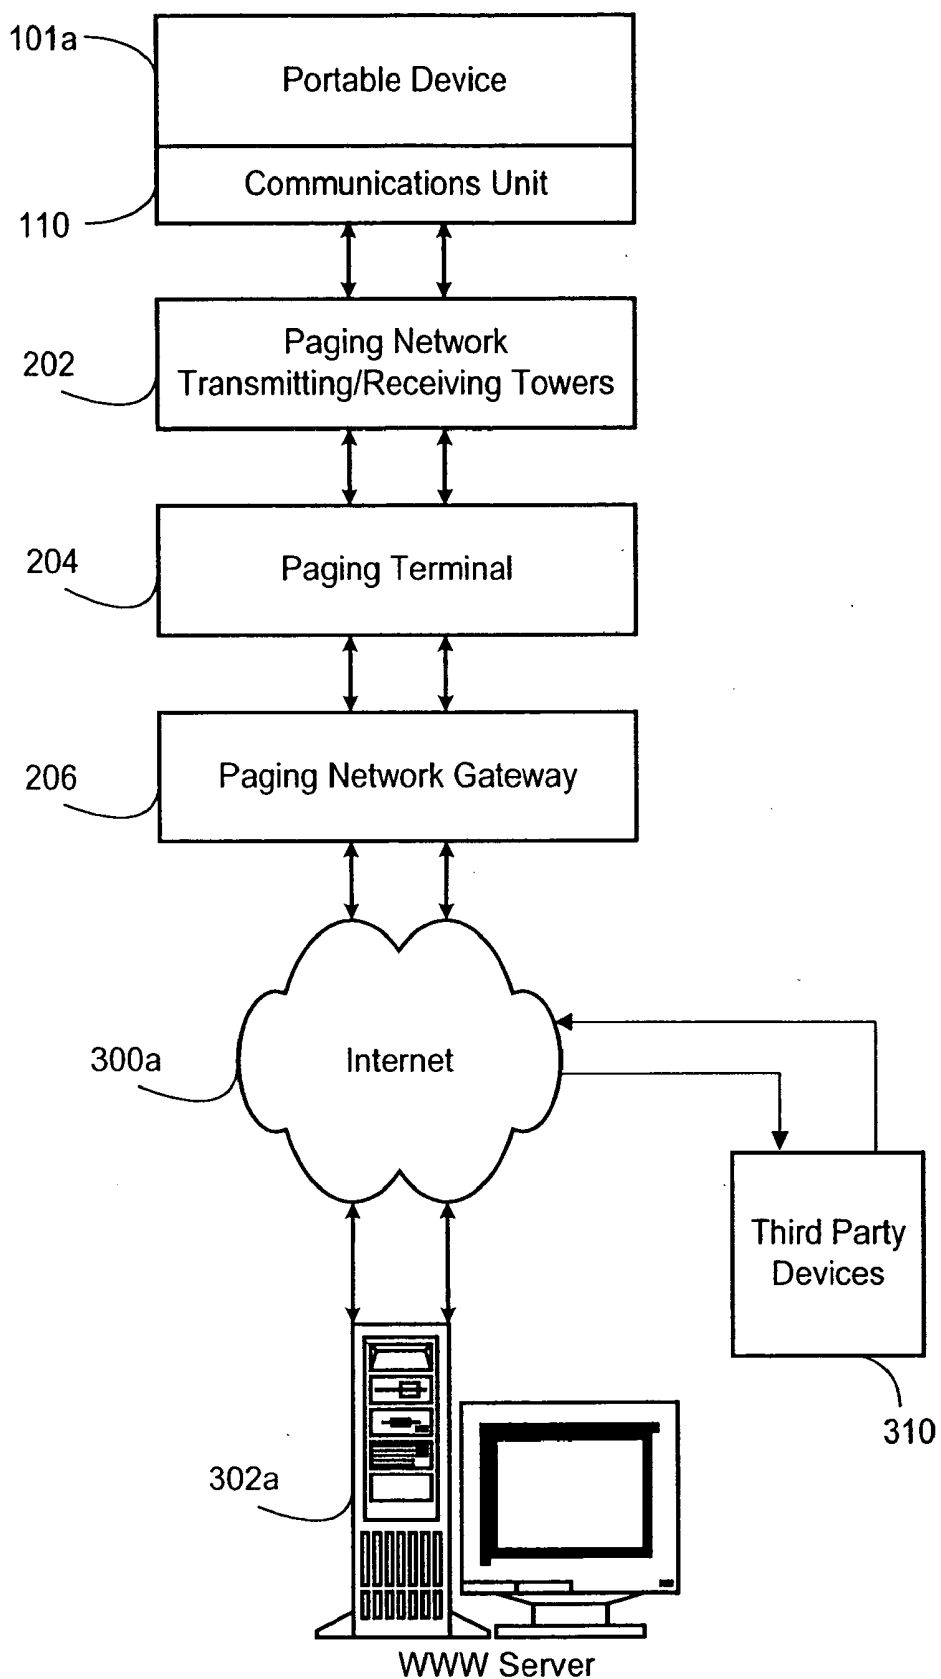 101a
Portable Device
Communications Unit
110
Paging Network
202
Transmitting/Receiving Towers
204
Paging Terminal
206
Paging Network Gateway
300a
Internet
Third Party
Devices
310
302a
WWW Server